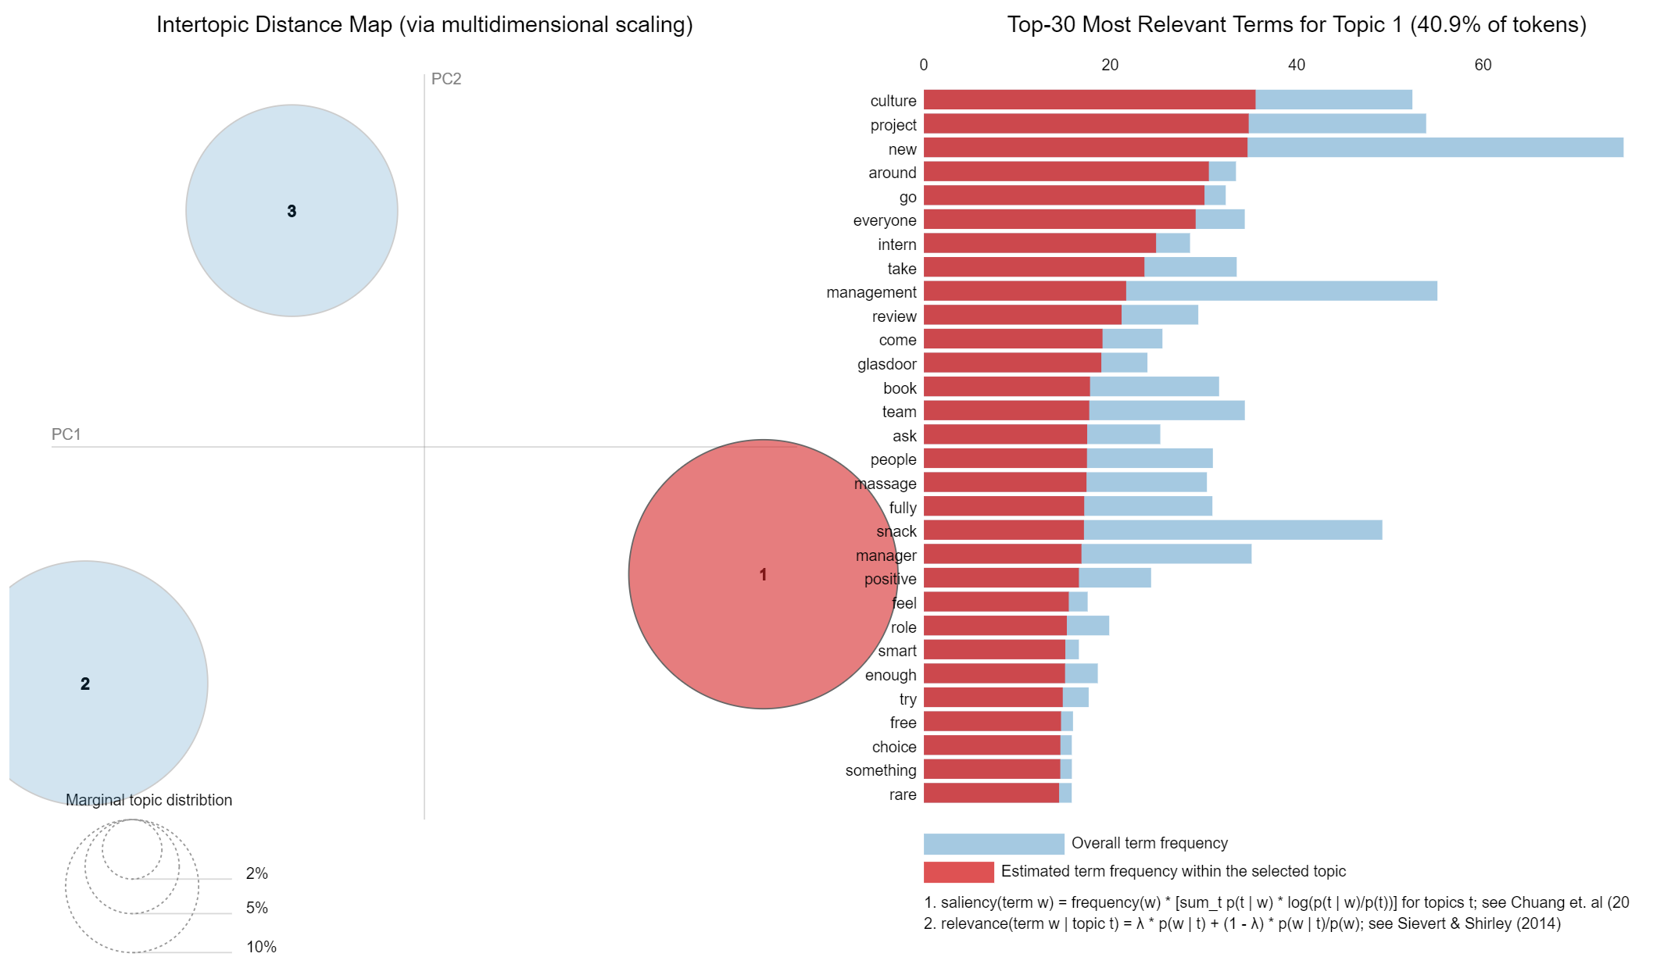 Intertopic Distance Map (via multidimensional scaling)
PC2
PC1
3
1
2
Marginal topic distribtion
2%
5%
10%
Top-30 Most Relevant Terms for Topic 1 (40.9% of tokens)
0 20 40 60
culture
project
new
around
go
everyone
intern
take
management
review
come
glasdoor
book
team
ask
people
massage
fully
snack
manager
positive
feel
role
smart
enough
try
free
choice
something
rare
Overall term frequency
Estimated term frequency within the selected topic
1. saliency(term w) = frequency(w) * [sum_t p(t | w) * log(p(t | w)/p(t))] for topics t; see Chuang et. al (20
2. relevance(term w | topic t) = λ * p(w | t) + (1 - λ) * p(w | t)/p(w); see Sievert & Shirley (2014)